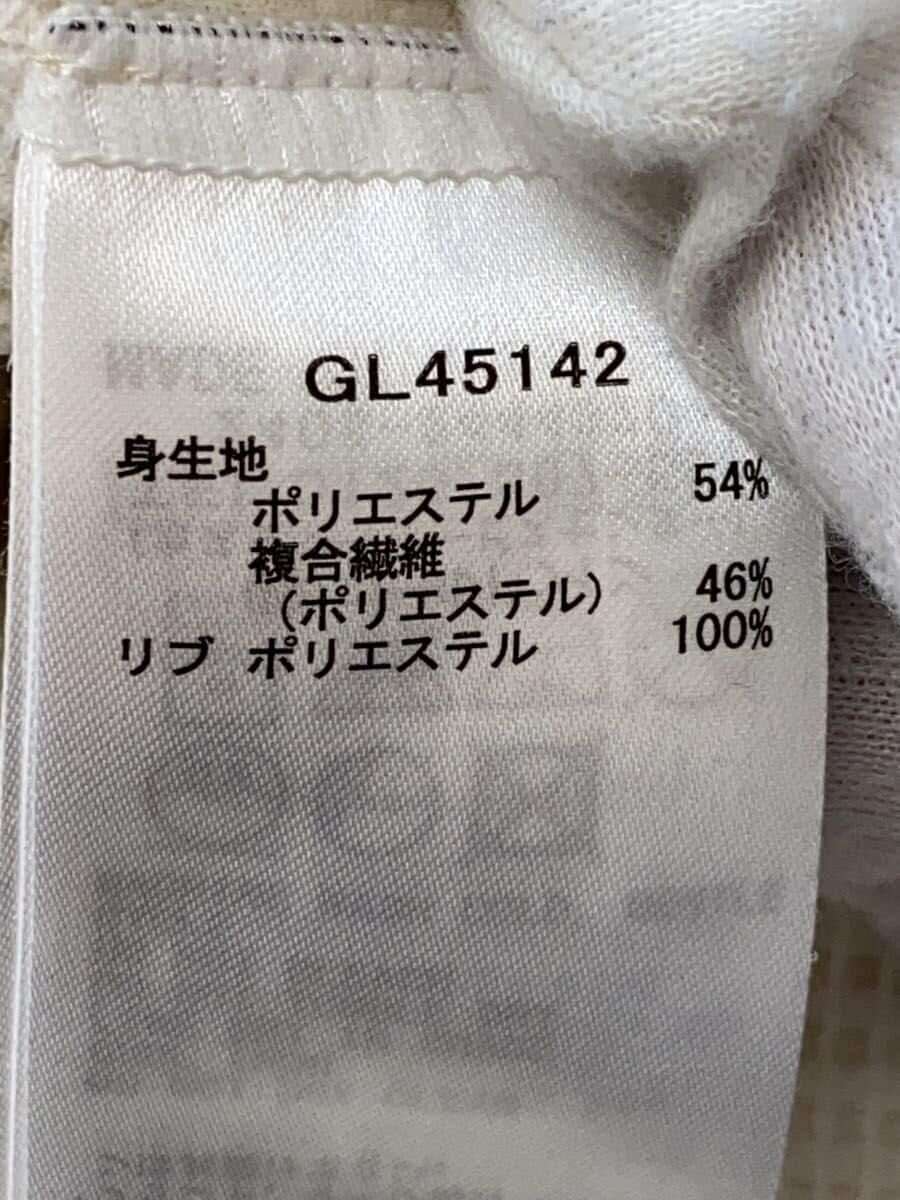 GL45142
身生地
ポリエステル 54%
複合繊維
(ポリエステル) 46%
リブ ポリエステル 100%